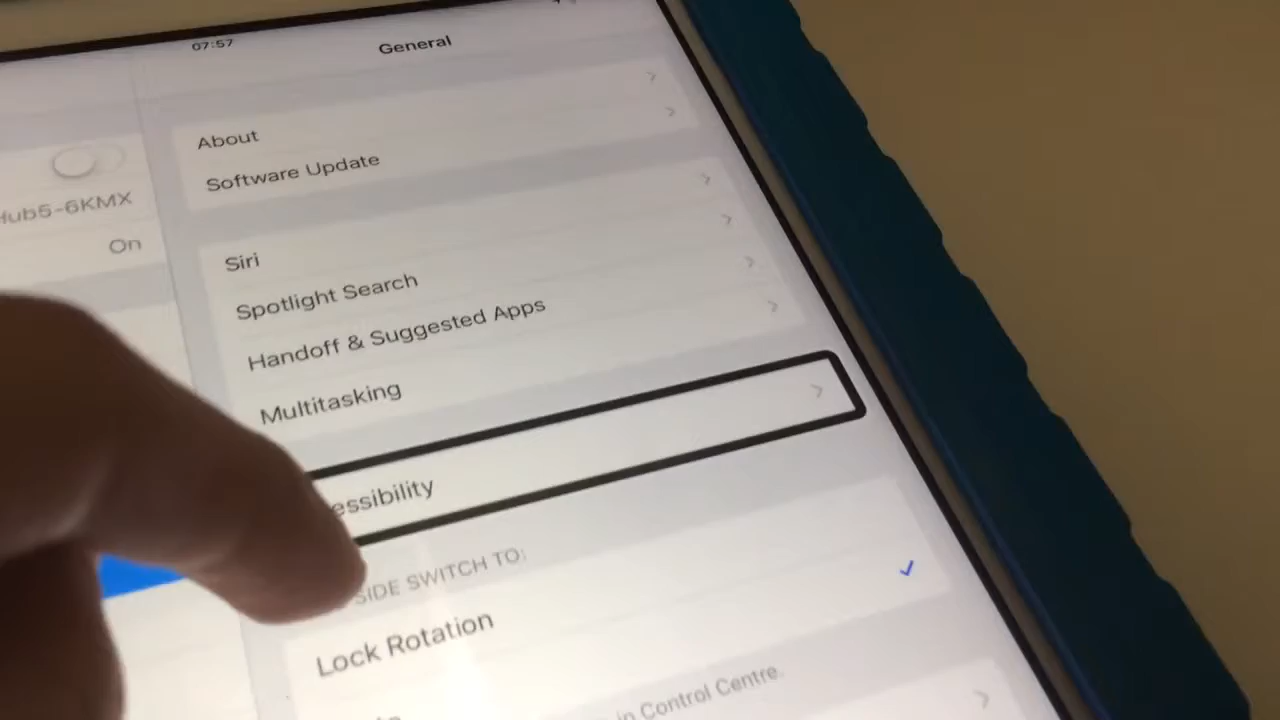 07:57
General
About
Software Update
Hub5-6KMX
On
Siri
Spotlight Search
Handoff & Suggested Apps
Multitasking
essibility
SIDE SWITCH TO:
Lock Rotation
in Control Centre.